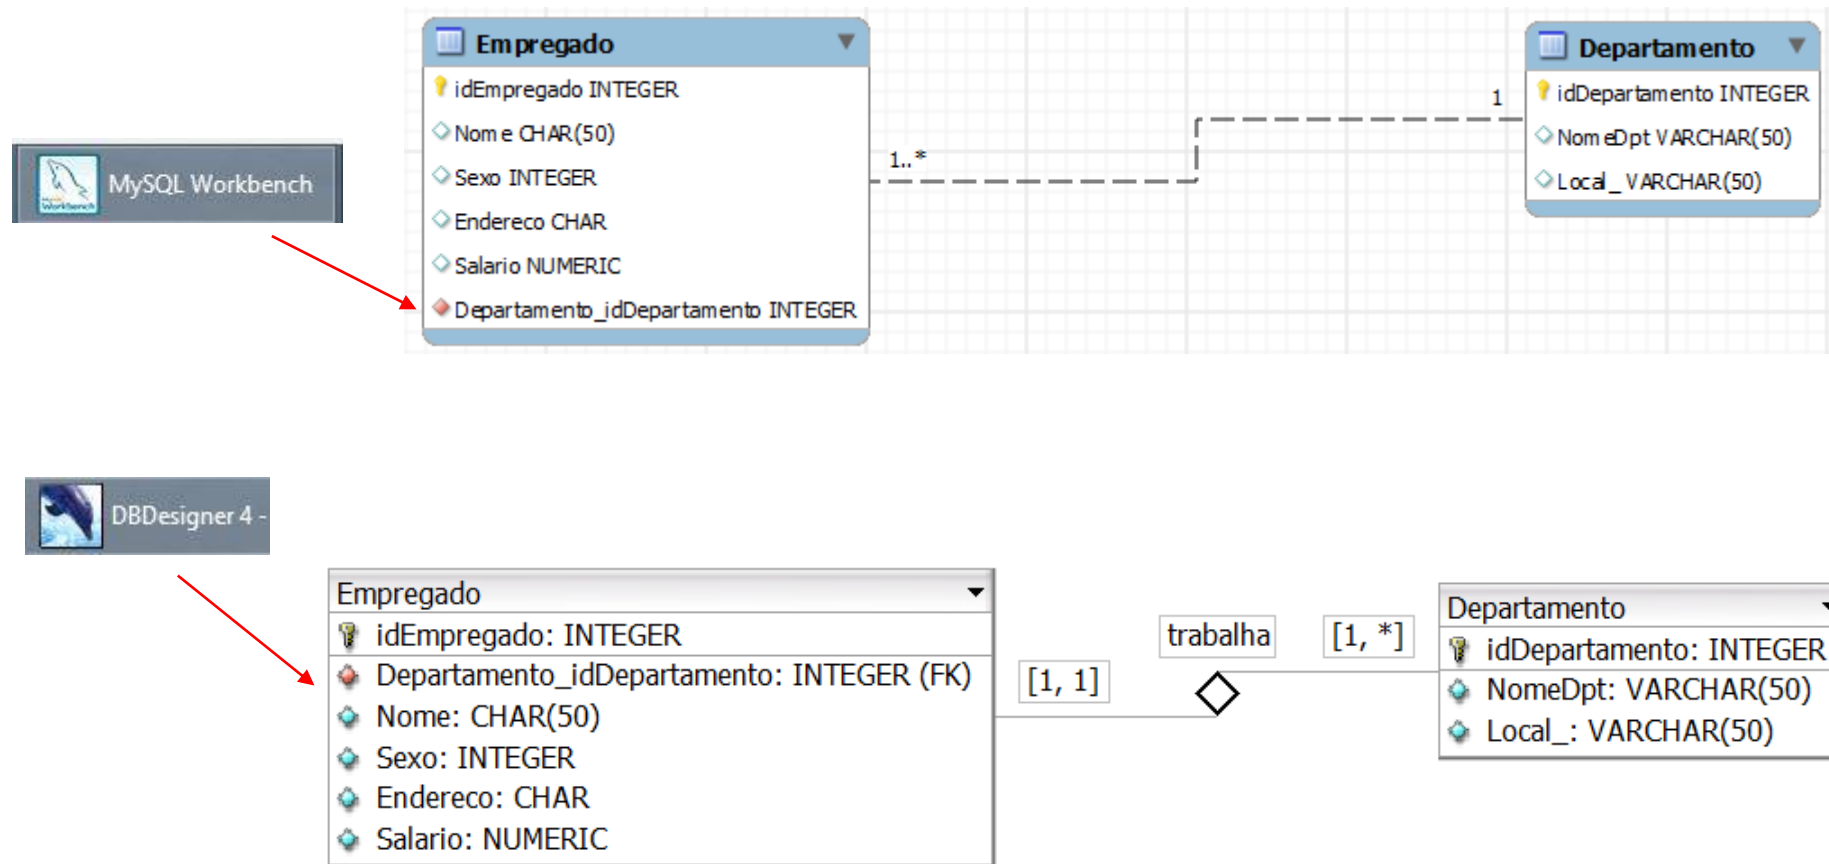 Empregado
idEmpregado INTEGER
Nome CHAR(50)
Sexo INTEGER
Endereco CHAR
Salario NUMERIC
Departamento_idDepartamento INTEGER
1..*
1
Departamento
idDepartamento INTEGER
NomeDpt VARCHAR(50)
Local_ VARCHAR(50)
MySQL Workbench
DBDesigner 4 -
Empregado
idEmpregado: INTEGER
Departamento_idDepartamento: INTEGER (FK)
Nome: CHAR(50)
Sexo: INTEGER
Endereco: CHAR
Salario: NUMERIC
[1, 1]
trabalha
[1, *]
Departamento
idDepartamento: INTEGER
NomeDpt: VARCHAR(50)
Local_: VARCHAR(50)